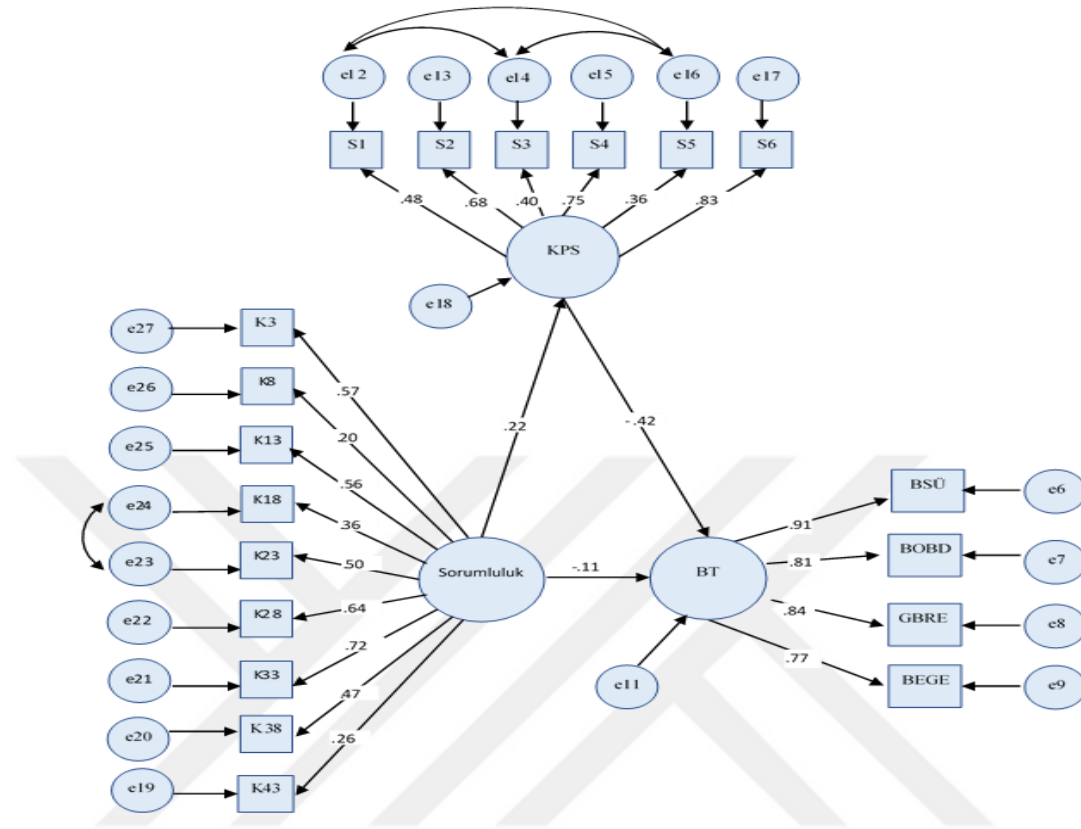 e12 e13 e14 e15 e16 e17
S1 S2 S3 S4 S5 S6
.48 .68 .40 .75 .36 .83
KPS
e18
e27 K3
.57
e26 K8
.20
e25 K13
.56
e24 K18
.36
e23 K23
.50
e22 K28
.64
e21 K33
.72
e20 K38
.47
e19 K43
.26
Sorumluluk
.22
-.42
-.11
BT
e11
.91
BSÜ e6
.81
BOBD e7
.84
GBRE e8
.77
BEGE e9